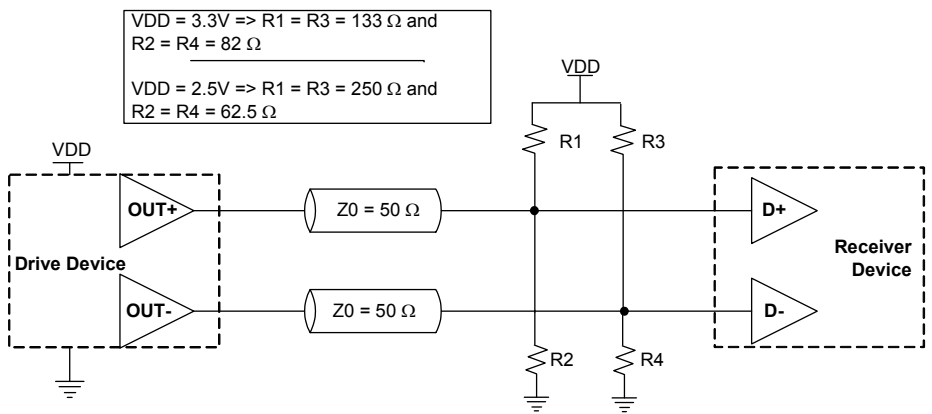 VDD = 3.3V => R1 = R3 = 133 Ω and
R2 = R4 = 82 Ω
VDD = 2.5V => R1 = R3 = 250 Ω and
R2 = R4 = 62.5 Ω
VDD
R1
R3
VDD
OUT+
Z0 = 50 Ω
D+
Drive Device
Receiver
Device
OUT-
Z0 = 50 Ω
D-
R2
R4